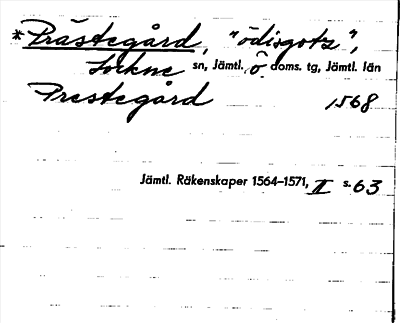 *Prästegård, "ödisgotz",
Lockne sn, Jämtl. Ö doms. tg, Jämtl. län
Prestegård 1568
Jämtl. Räkenskaper 1564–1571, II s. 63